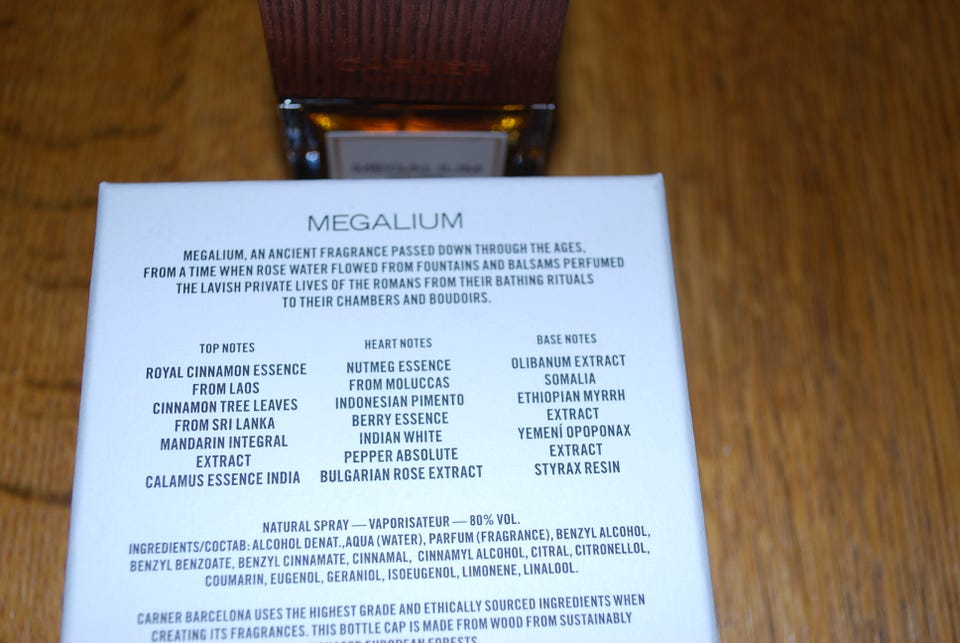 MEGALIUM
MEGALIUM
MEGALIUM, AN ANCIENT FRAGRANCE PASSED DOWN THROUGH THE AGES,
FROM A TIME WHEN ROSE WATER FLOWED FROM FOUNTAINS AND BALSAMS PERFUMED
THE LAVISH PRIVATE LIVES OF THE ROMANS FROM THEIR BATHING RITUALS
TO THEIR CHAMBERS AND BOUDOIRS.
TOP NOTES
ROYAL CINNAMON ESSENCE
FROM LAOS
CINNAMON TREE LEAVES
FROM SRI LANKA
MANDARIN INTEGRAL
EXTRACT
CALAMUS ESSENCE INDIA
HEART NOTES
NUTMEG ESSENCE
FROM MOLUCCAS
INDONESIAN PIMENTO
BERRY ESSENCE
INDIAN WHITE
PEPPER ABSOLUTE
BULGARIAN ROSE EXTRACT
BASE NOTES
OLIBANUM EXTRACT
SOMALIA
ETHIOPIAN MYRRH
EXTRACT
YEMENÍ OPOPONAX
EXTRACT
STYRAX RESIN
NATURAL SPRAY — VAPORISATEUR — 80% VOL.
INGREDIENTS/COCTAB: ALCOHOL DENAT.,AQUA (WATER), PARFUM (FRAGRANCE), BENZYL ALCOHOL,
BENZYL BENZOATE, BENZYL CINNAMATE, CINNAMAL, CINNAMYL ALCOHOL, CITRAL, CITRONELLOL,
COUMARIN, EUGENOL, GERANIOL, ISOEUGENOL, LIMONENE, LINALOOL.
CARNER BARCELONA USES THE HIGHEST GRADE AND ETHICALLY SOURCED INGREDIENTS WHEN
CREATING ITS FRAGRANCES. THIS BOTTLE CAP IS MADE FROM WOOD FROM SUSTAINABLY
EUROPEAN FORESTS.